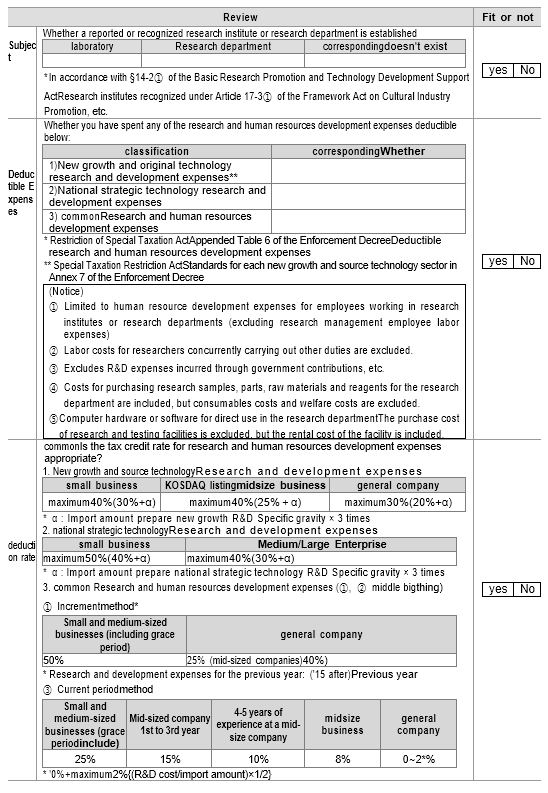 Review
Fit or not
Subjec
t
Whether a reported or recognized research institute or research department is established
laboratory
Research department
correspondingdoesn't exist
*In accordance with §14-2① of the Basic Research Promotion and Technology Development Support
ActResearch institutes recognized under Article 17-3① of the Framework Act on Cultural Industry
Promotion, etc.
yes No
Deduc
tible E
xpens
es
Whether you have spent any of the research and human resources development expenses deductible
below:
classification
correspondingWhether
1)New growth and original technology
research and development expenses**
2)National strategic technology research and
development expenses
3) commonResearch and human resources
development expenses
* Restriction of Special Taxation ActAppended Table 6 of the Enforcement DecreeDeductible
research and human resources development expenses
** Special Taxation Restriction ActStandards for each new growth and source technology sector in
Annex 7 of the Enforcement Decree
(Notice)
① Limited to human resource development expenses for employees working in research
institutes or research departments (excluding research management employee labor
expenses)
② Labor costs for researchers concurrently carrying out other duties are excluded.
③ Excludes R&D expenses incurred through government contributions, etc.
④ Costs for purchasing research samples, parts, raw materials and reagents for the research
department are included, but consumables costs and welfare costs are excluded.
⑤Computer hardware or software for direct use in the research departmentThe purchase cost
of research and testing facilities is excluded, but the rental cost of the facility is included.
yes No
deducti
on rate
commonIs the tax credit rate for research and human resources development expenses
appropriate?
1. New growth and source technologyResearch and development expenses
small business
KOSDAQ listingmidsize business
general company
maximum40%(30%+α)
maximum40%(25% + α)
maximum30%(20%+α)
* α : Import amount prepare new growth R&D Specific gravity × 3 times
2. national strategic technologyResearch and development expenses
small business
Medium/Large Enterprise
maximum50%(40%+α)
maximum40%(30%+α)
* α : Import amount prepare national strategic technology R&D Specific gravity × 3 times
3. common Research and human resources development expenses (①, ② middle bigthing)
① Incrementmethod*
Small and medium-sized
businesses (including grace
period)
general company
50%
25% (mid-sized companies)40%)
* Research and development expenses for the previous year: ('15 after)Previous year
③ Current periodmethod
Small and
medium-sized
businesses (grace
periodinclude)
Mid-sized company
1st to 3rd year
4-5 years of
experience at a mid-
size company
midsize
business
general
company
25%
15%
10%
8%
0~2*%
* '0%+maximum2%{(R&D cost/import amount)×1/2}
yes No